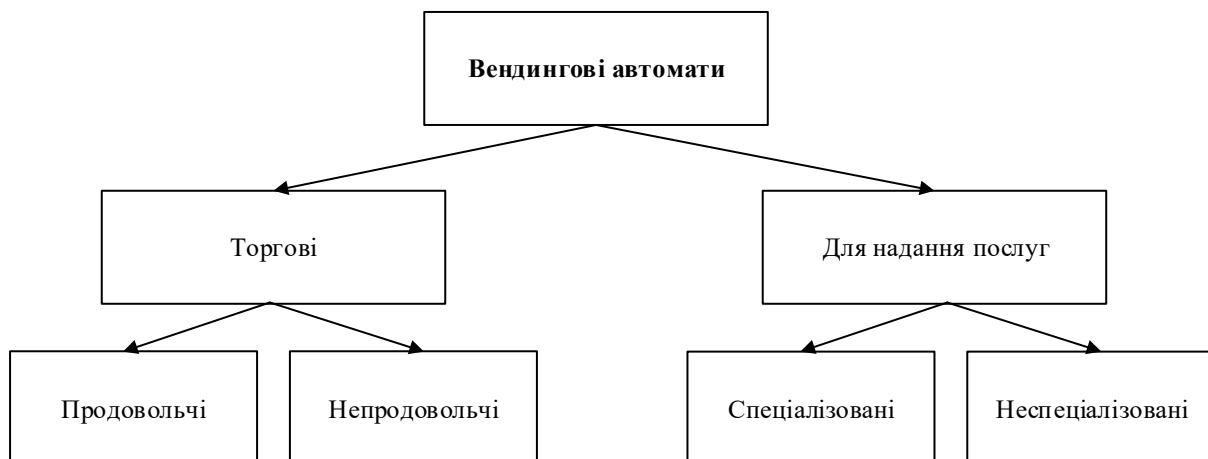 Вендингові автомати
Торгові
Для надання послуг
Продовольчі
Непродовольчі
Спеціалізовані
Неспеціалізовані